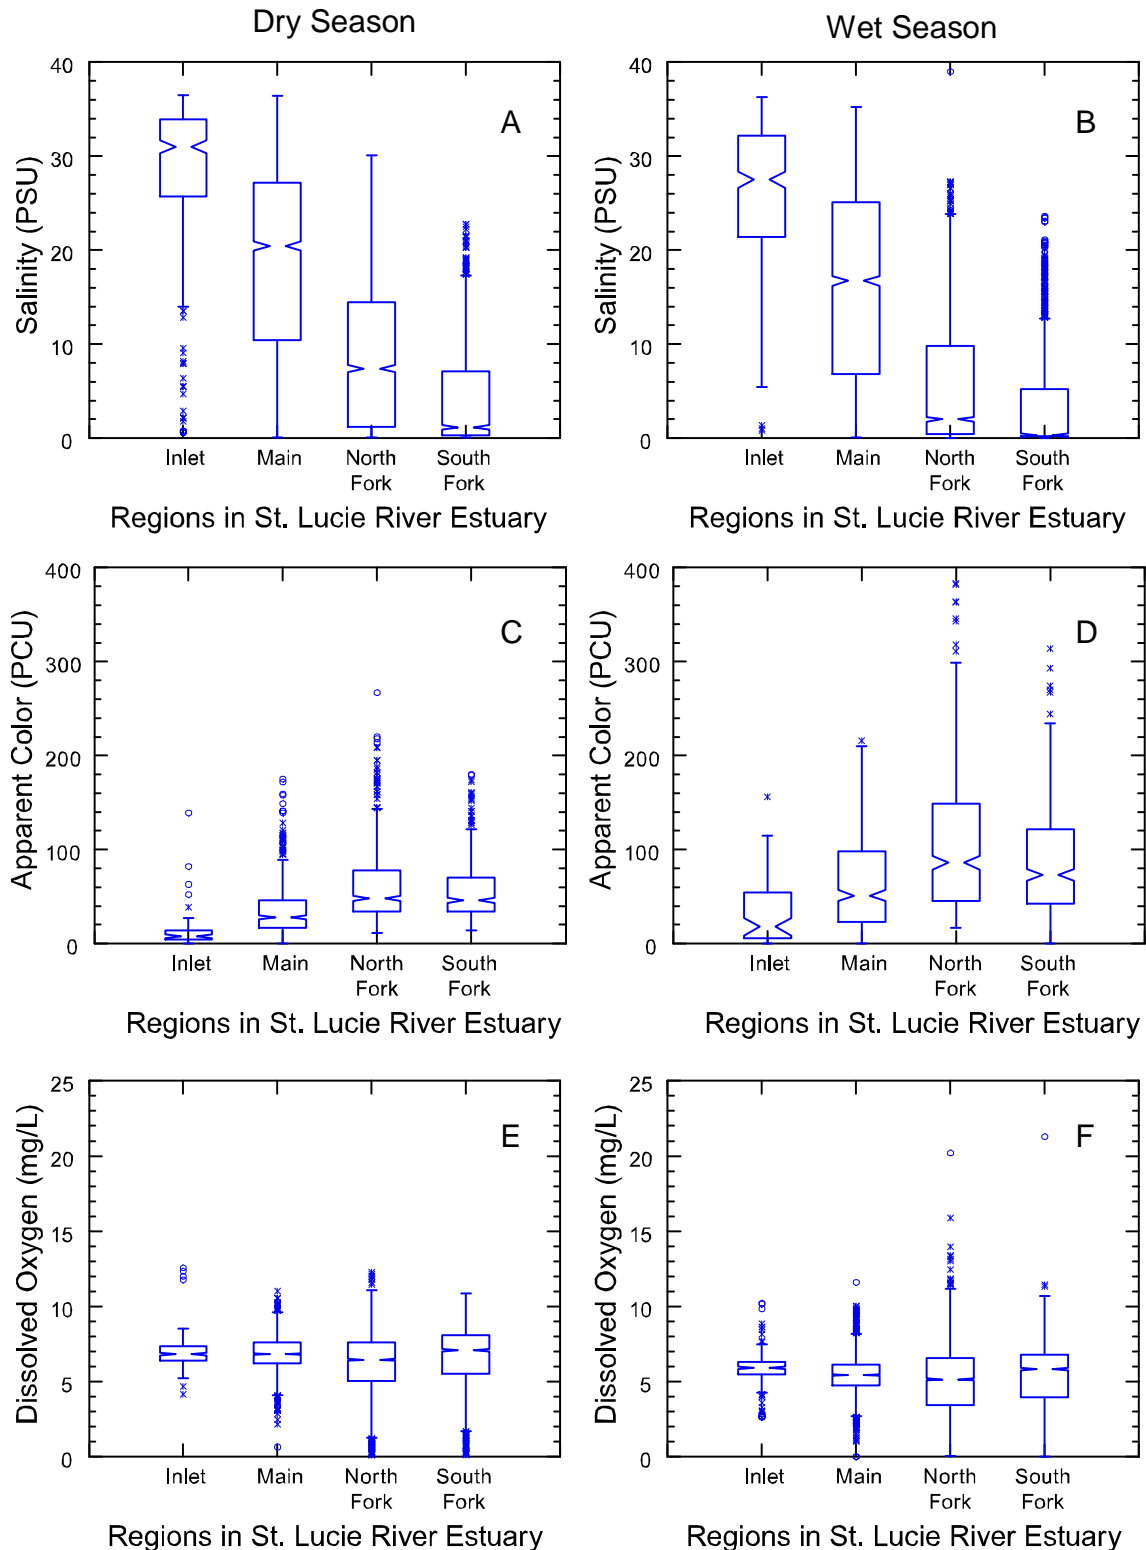 Dry Season
Wet Season
Salinity (PSU)
40
30
20
10
0
A
Inlet Main North South
Fork Fork
Regions in St. Lucie River Estuary
Salinity (PSU)
40
30
20
10
0
B
Inlet Main North South
Fork Fork
Regions in St. Lucie River Estuary
Apparent Color (PCU)
400
300
200
100
0
C
Inlet Main North South
Fork Fork
Regions in St. Lucie River Estuary
Apparent Color (PCU)
400
300
200
100
0
D
Inlet Main North South
Fork Fork
Regions in St. Lucie River Estuary
Dissolved Oxygen (mg/L)
25
20
15
10
5
0
E
Inlet Main North South
Fork Fork
Regions in St. Lucie River Estuary
Dissolved Oxygen (mg/L)
25
20
15
10
5
0
F
Inlet Main North South
Fork Fork
Regions in St. Lucie River Estuary